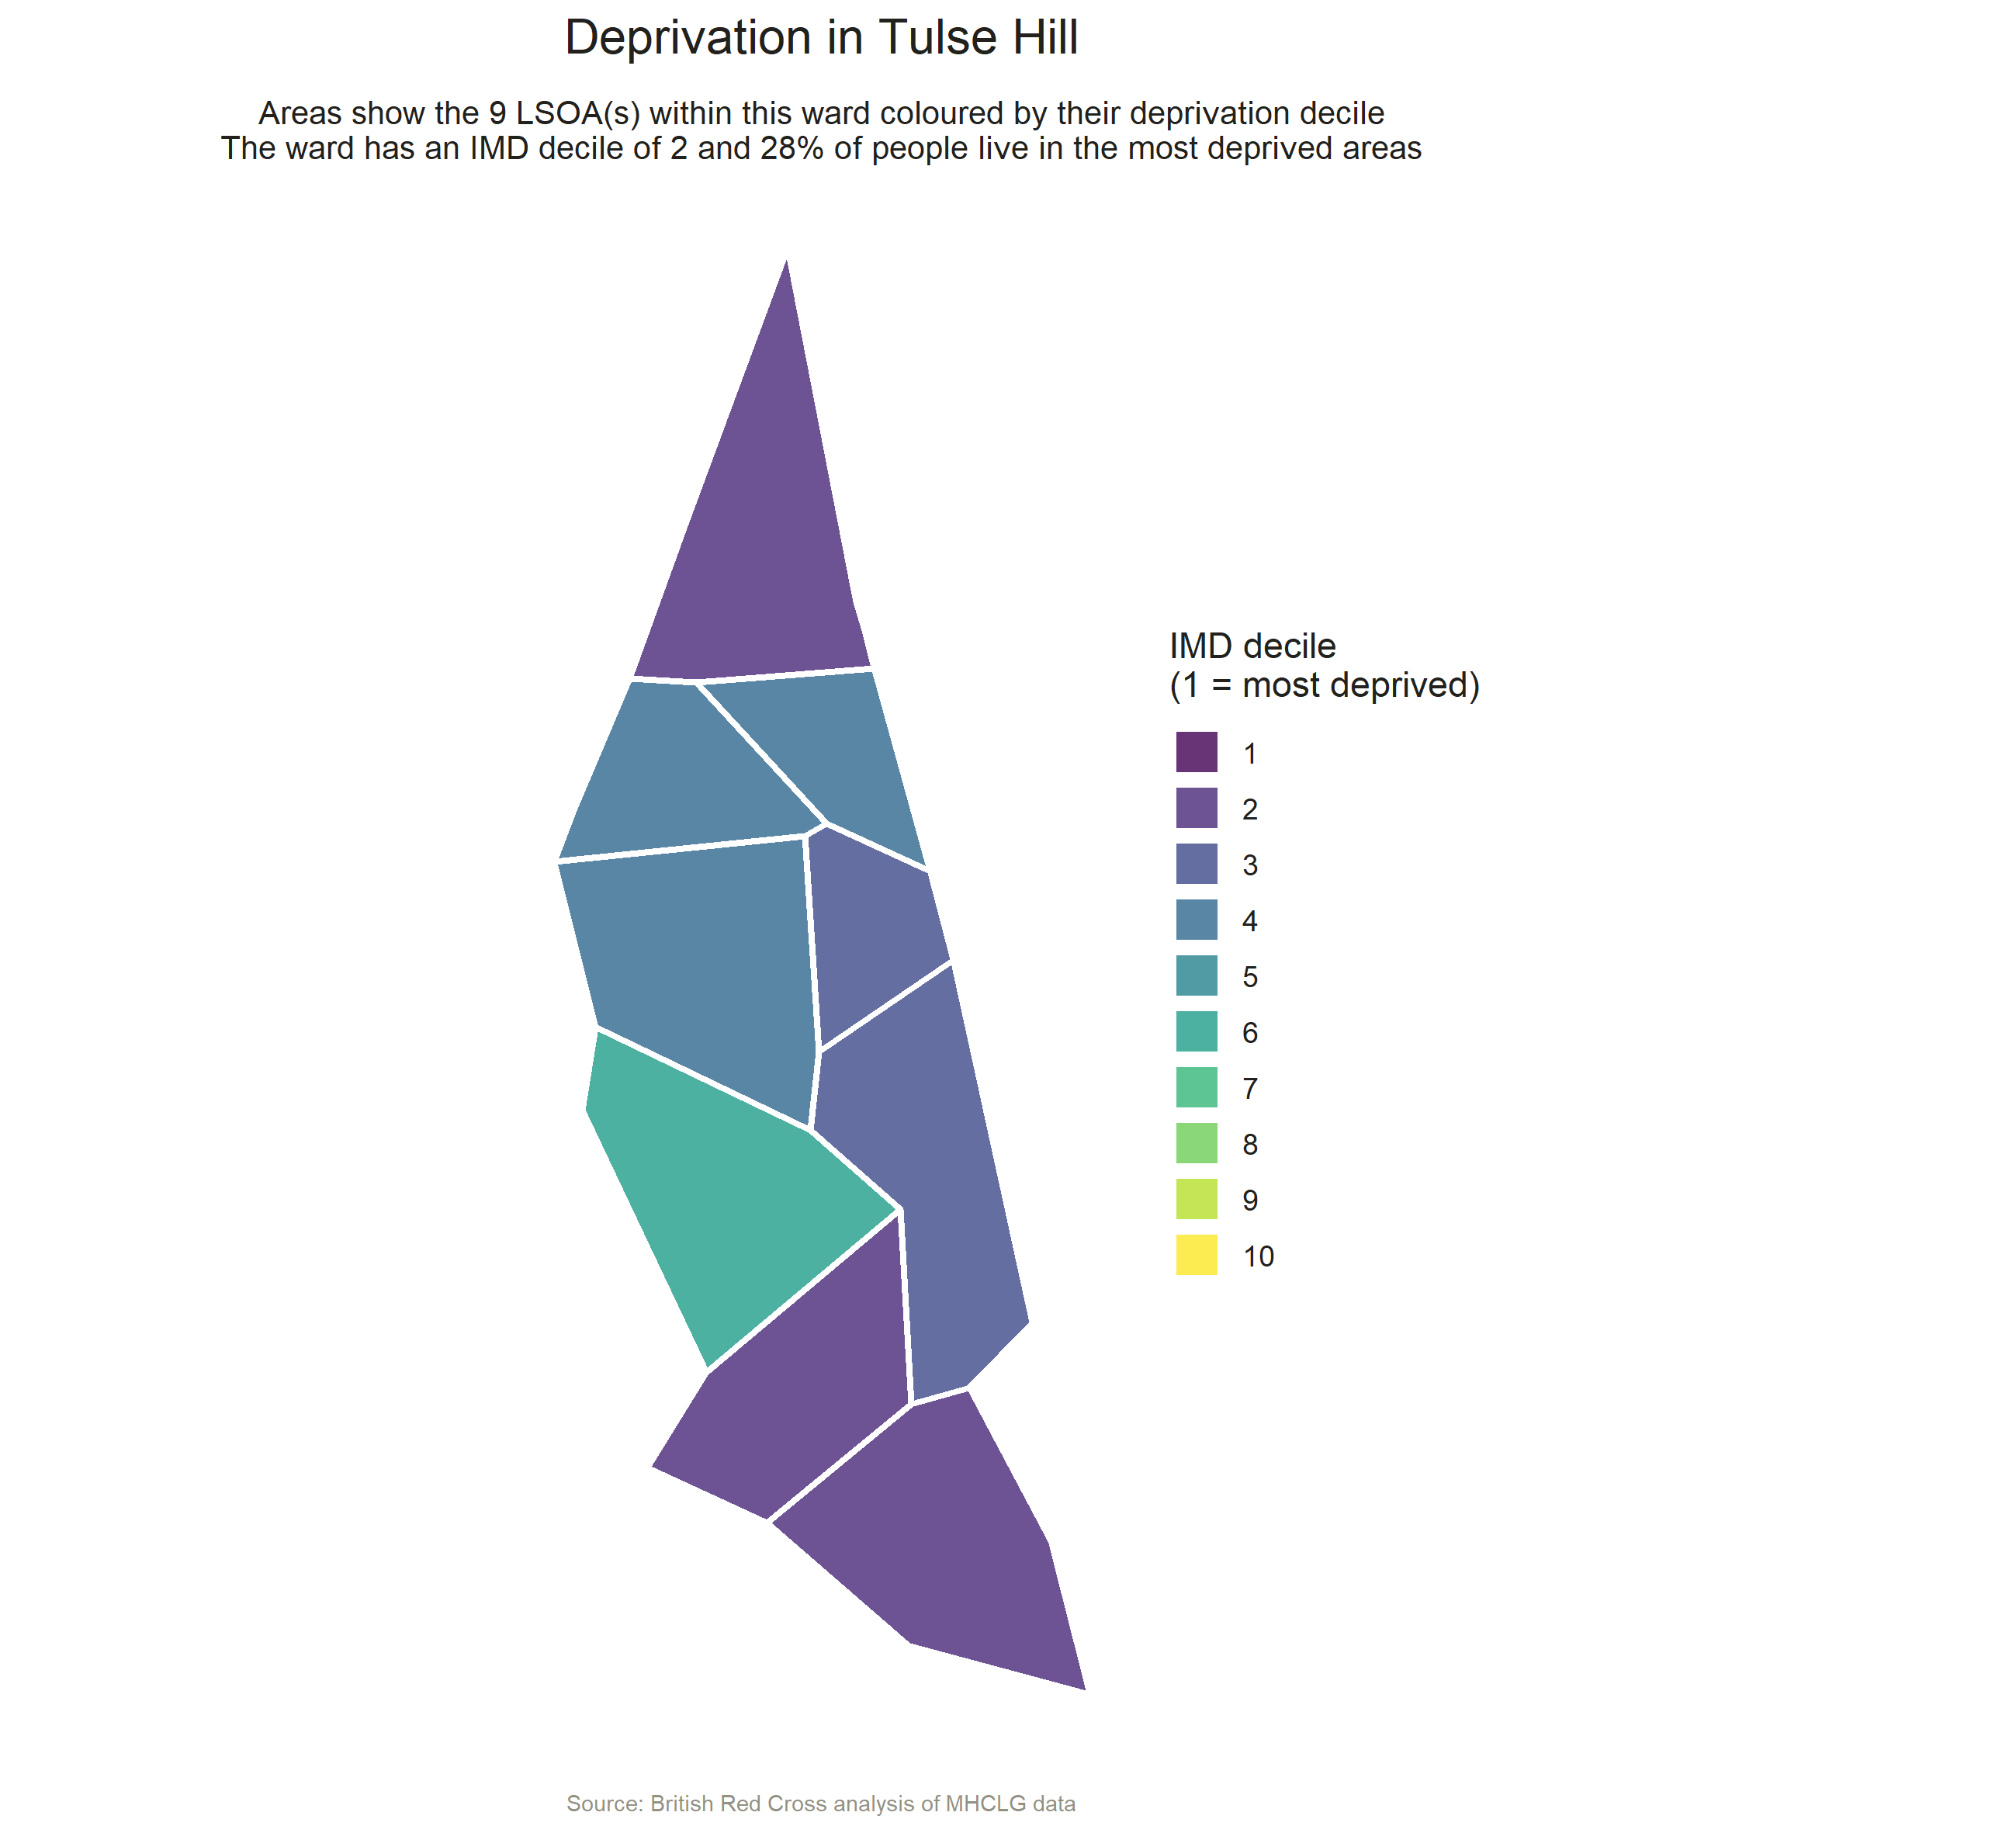 Deprivation in Tulse Hill
Areas show the 9 LSOA(s) within this ward coloured by their deprivation decile
The ward has an IMD decile of 2 and 28% of people live in the most deprived areas
IMD decile
(1 = most deprived)
1
2
3
4
5
6
7
8
9
10
Source: British Red Cross analysis of MHCLG data